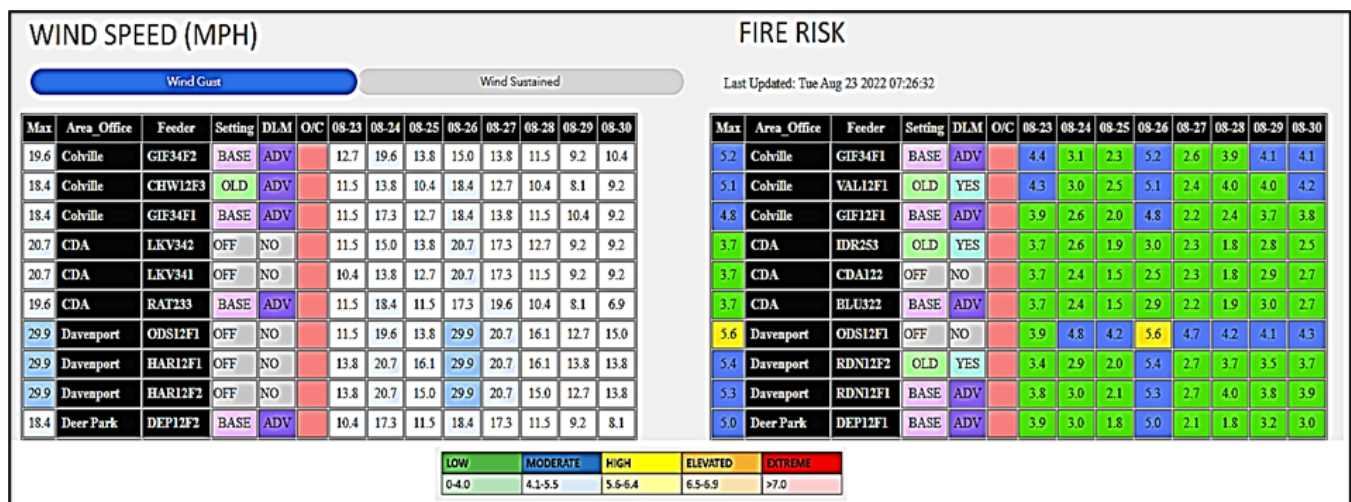 WIND SPEED (MPH)
FIRE RISK
Wind Gust Wind Sustained
Last Updated: Tue Aug 23 2022 07:26:32
Max Area_Office Feeder Setting DLM O/C 08-23 08-24 08-25 08-26 08-27 08-28 08-29 08-30
19.6 Colville GIF34F2 BASE ADV 12.7 19.6 13.8 15.0 13.8 11.5 9.2 10.4
18.4 Colville CHW12F3 OLD ADV 11.5 13.8 10.4 18.4 12.7 10.4 8.1 9.2
18.4 Colville GIF34F1 BASE ADV 11.5 17.3 12.7 18.4 13.8 11.5 10.4 9.2
20.7 CDA LKV342 OFF NO 11.5 15.0 13.8 20.7 17.3 12.7 9.2 9.2
20.7 CDA LKV341 OFF NO 10.4 13.8 12.7 20.7 17.3 11.5 9.2 9.2
19.6 CDA RAT233 BASE ADV 11.5 18.4 11.5 17.3 19.6 10.4 8.1 6.9
29.9 Davenport ODS12F1 OFF NO 11.5 19.6 13.8 29.9 20.7 16.1 12.7 15.0
29.9 Davenport HAR12F1 OFF NO 13.8 20.7 16.1 29.9 20.7 16.1 13.8 13.8
29.9 Davenport HAR12F2 OFF NO 13.8 20.7 15.0 29.9 20.7 15.0 12.7 13.8
18.4 Deer Park DEP12F2 BASE ADV 10.4 17.3 11.5 18.4 17.3 11.5 9.2 8.1
Max Area_Office Feeder Setting DLM O/C 08-23 08-24 08-25 08-26 08-27 08-28 08-29 08-30
5.2 Colville GIF34F1 BASE ADV 4.4 3.1 2.3 5.2 2.6 3.9 4.1 4.1
5.1 Colville VAL12F1 OLD YES 4.3 3.0 2.5 5.1 2.4 4.0 4.0 4.2
4.8 Colville GIF12F1 BASE ADV 3.9 2.6 2.0 4.8 2.2 2.4 3.7 3.8
3.7 CDA IDR253 OLD YES 3.7 2.6 1.9 3.0 2.3 1.8 2.8 2.5
3.7 CDA CDA122 OFF NO 3.7 2.4 1.5 2.5 2.3 1.8 2.9 2.7
3.7 CDA BLU322 BASE ADV 3.7 2.4 1.5 2.9 2.2 1.9 3.0 2.7
5.6 Davenport ODS12F1 OFF NO 3.9 4.8 4.2 5.6 4.7 4.2 4.1 4.3
5.4 Davenport RDN12F2 OLD YES 3.4 2.9 2.0 5.4 2.7 3.7 3.5 3.7
5.3 Davenport RDN12F1 BASE ADV 3.8 3.0 2.1 5.3 2.7 4.0 3.8 3.9
5.0 Deer Park DEP12F1 BASE ADV 3.9 3.0 1.8 5.0 2.1 1.8 3.2 3.0
LOW MODERATE HIGH ELEVATED EXTREME
0-4.0 4.1-5.5 5.6-6.4 6.5-6.9 >7.0